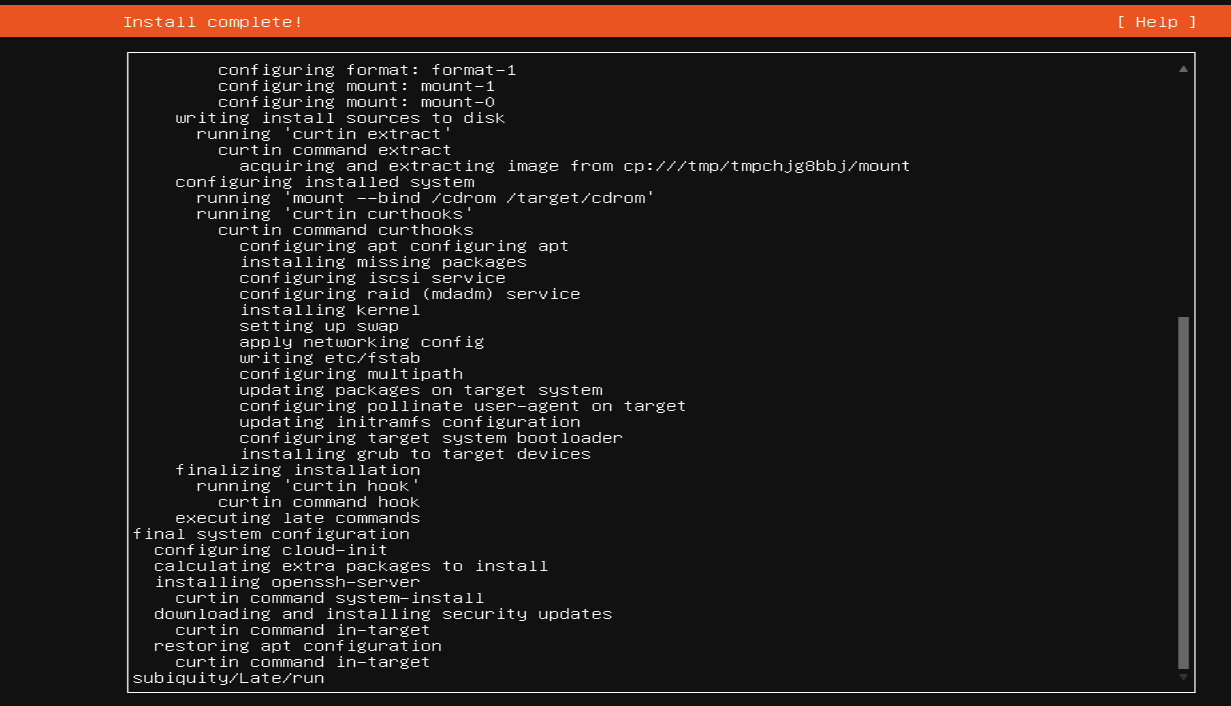 Install complete!
[ Help ]
configuring format: format-1
configuring mount: mount-1
configuring mount: mount-0
writing install sources to disk
running 'curtin extract'
curtin command extract
acquiring and extracting image from cp:///tmp/tmpchjg8bbj/mount
configuring installed system
running 'mount --bind /cdrom /target/cdrom'
running 'curtin curthooks'
curtin command curthooks
configuring apt configuring apt
installing missing packages
configuring iscsi service
configuring raid (mdadm) service
installing kernel
setting up swap
apply networking config
writing etc/fstab
configuring multipath
updating packages on target system
configuring pollinate user-agent on target
updating initramfs configuration
configuring target system bootloader
installing grub to target devices
finalizing installation
running 'curtin hook'
curtin command hook
executing late commands
final system configuration
configuring cloud-init
calculating extra packages to install
installing openssh-server
curtin command system-install
downloading and installing security updates
curtin command in-target
restoring apt configuration
curtin command in-target
subiquity/Late/run